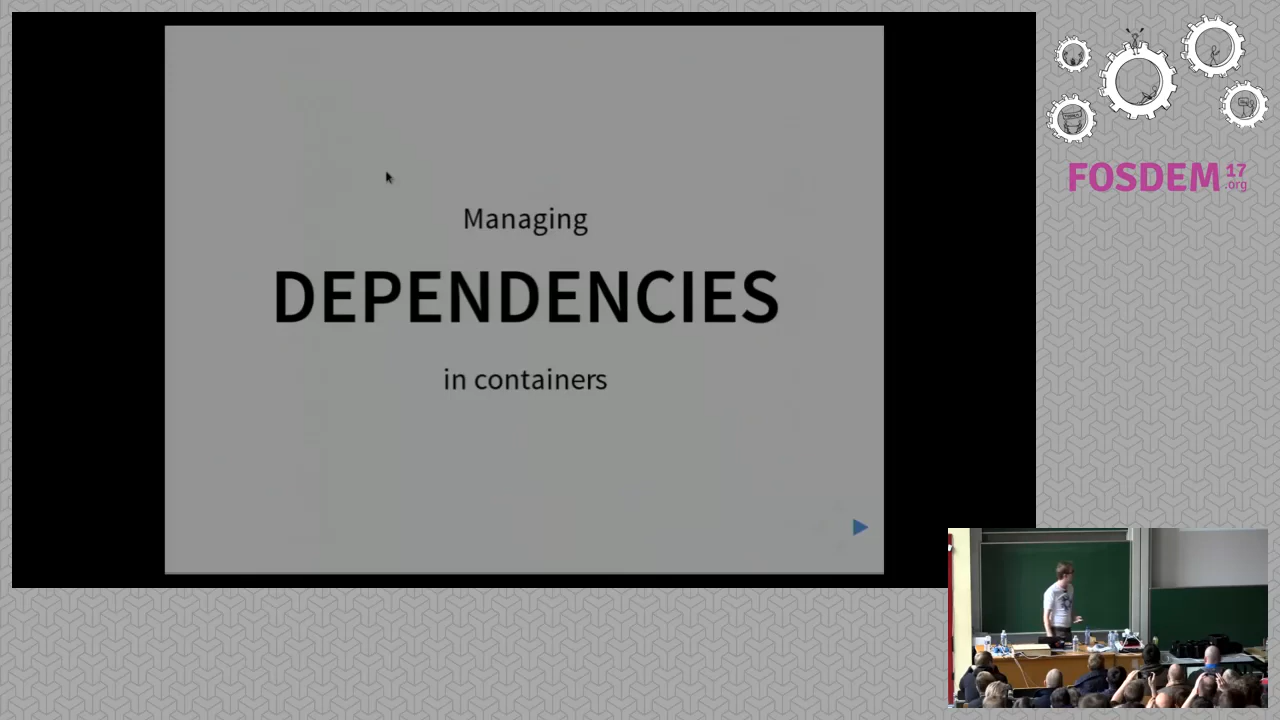 Managing
DEPENDENCIES
in containers
FOSDEM 17
.org